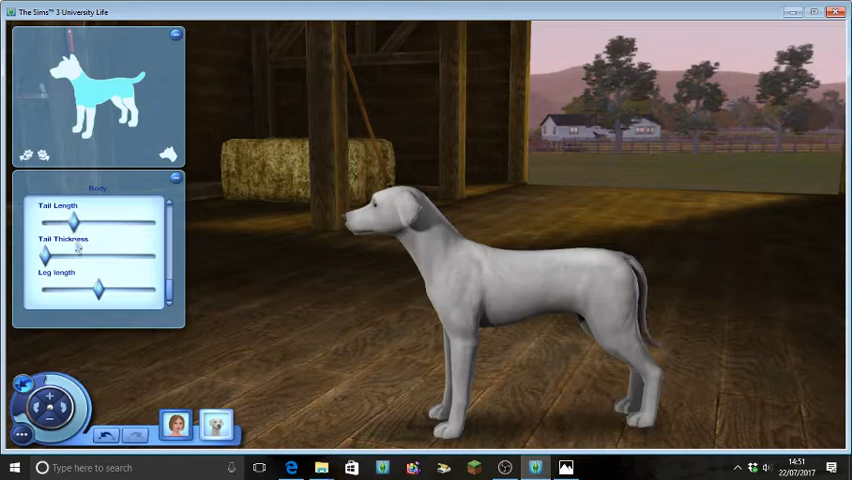 The Sims™ 3 University Life
Body
Tail Length
Tail Thickness
Leg length
Type here to search
14:51
22/07/2017